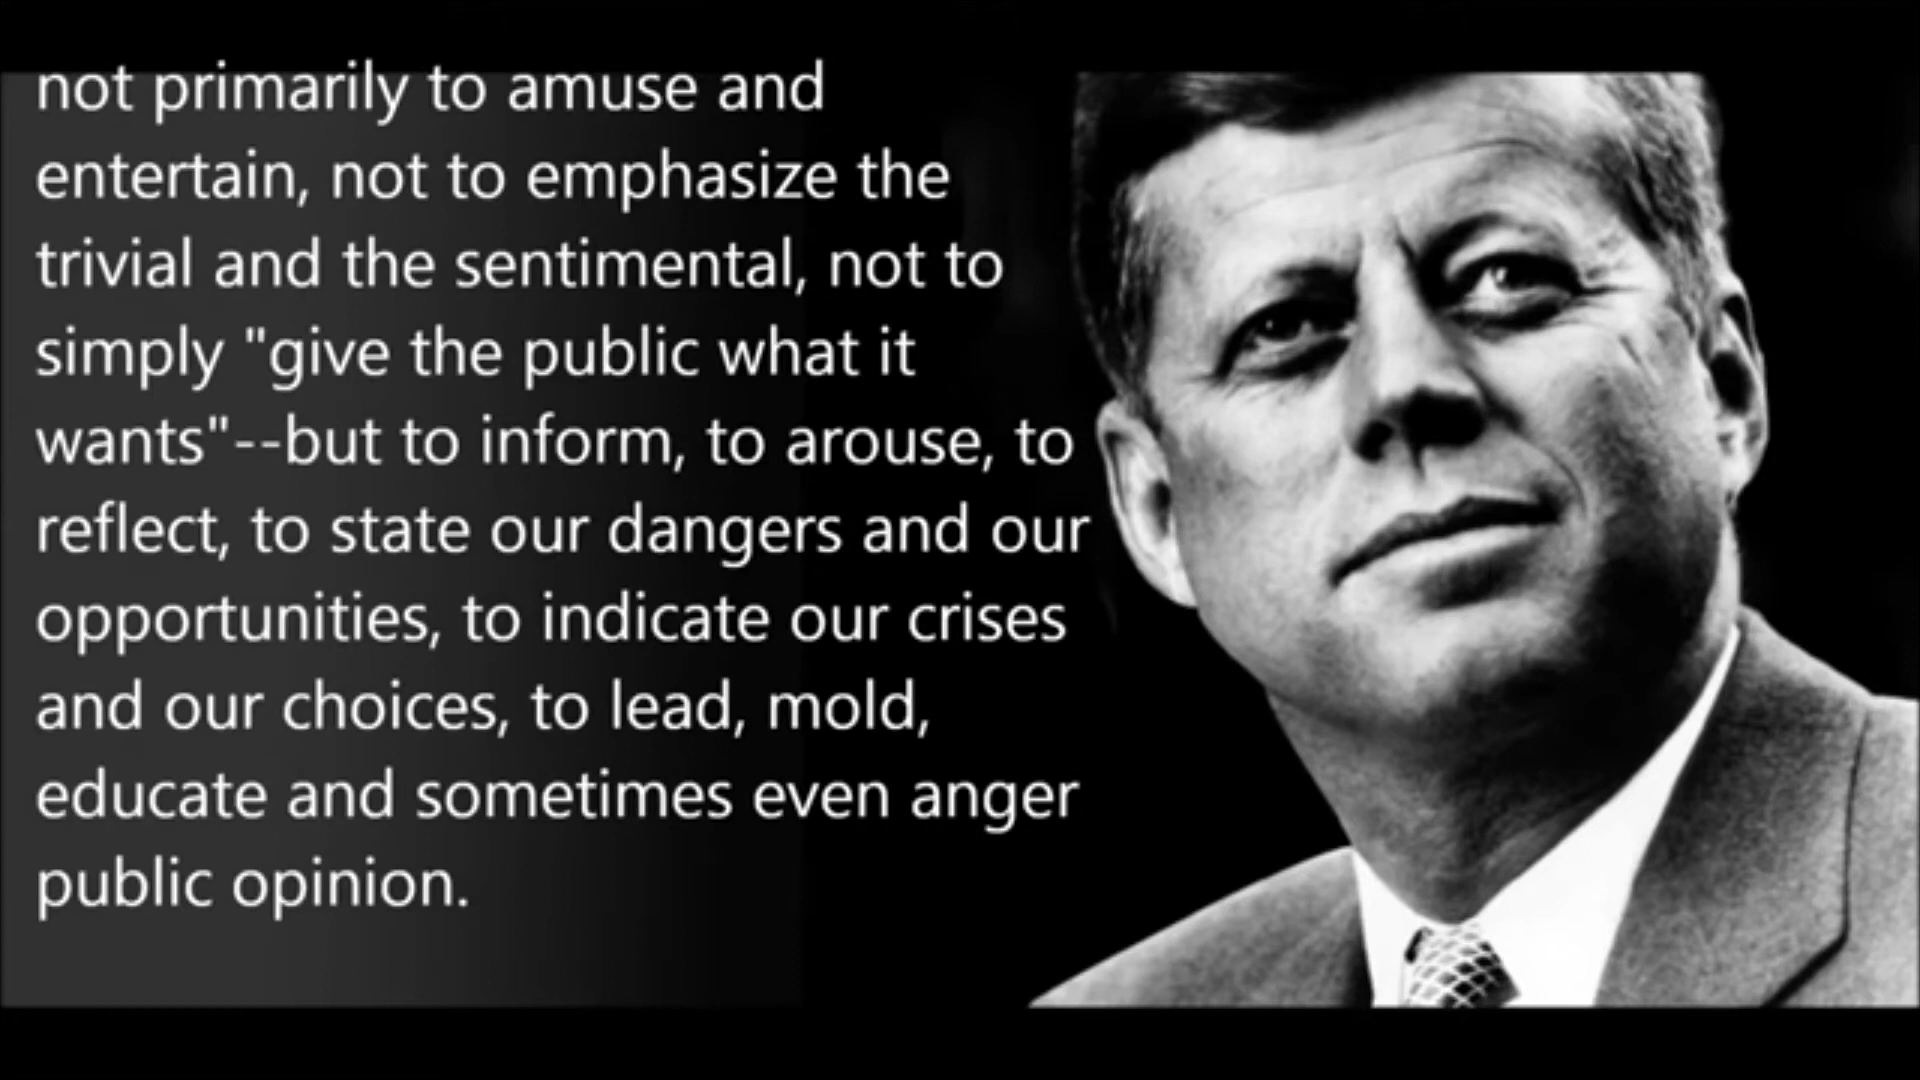 not primarily to amuse and
entertain, not to emphasize the
trivial and the sentimental, not to
simply "give the public what it
wants"--but to inform, to arouse, to
reflect, to state our dangers and our
opportunities, to indicate our crises
and our choices, to lead, mold,
educate and sometimes even anger
public opinion.